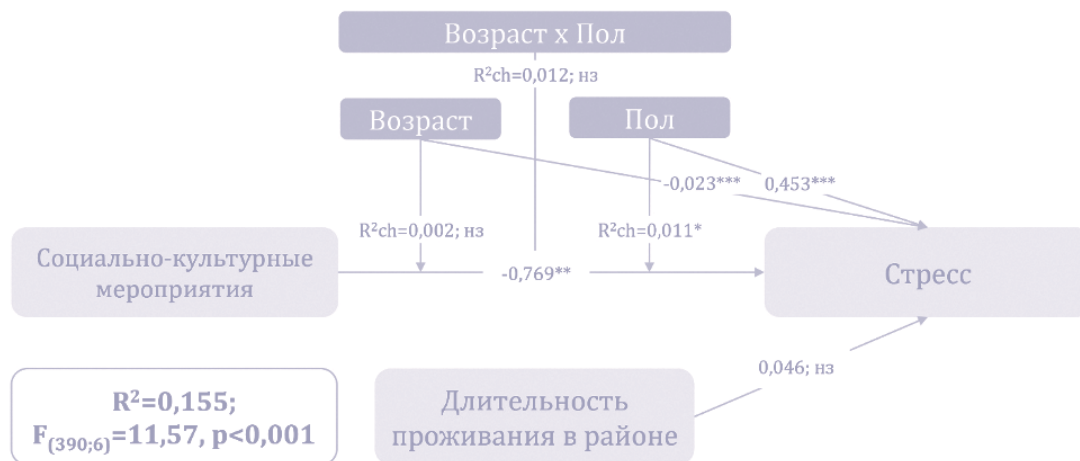 Возраст x Пол
R²ch=0,012; нз
Возраст
Пол
-0,023***
0,453***
R²ch=0,002; нз
R²ch=0,011*
Социально-культурные
мероприятия
-0,769**
Стресс
0,046; нз
R²=0,155;
F(390;6)=11,57, p<0,001
Длительность
проживания в районе